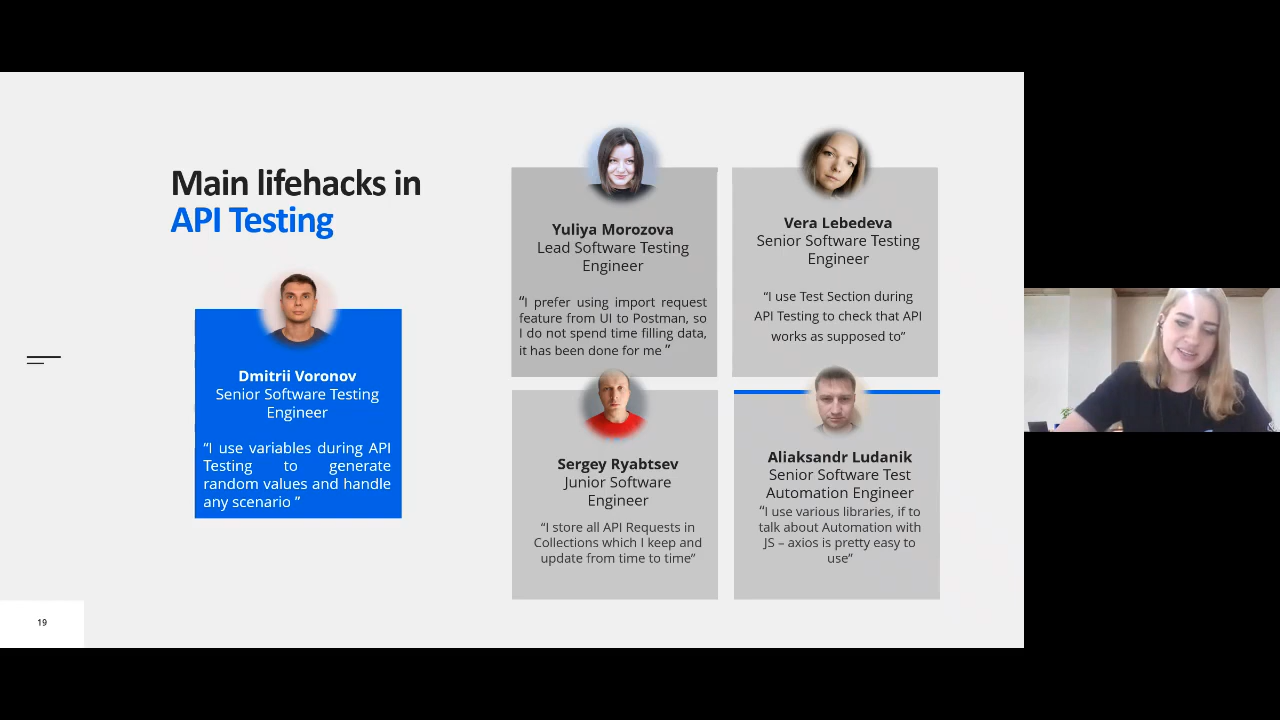 Main lifehacks in
API Testing
Dmitrii Voronov
Senior Software Testing
Engineer
“I use variables during API
Testing to generate
random values and handle
any scenario ”
Yuliya Morozova
Lead Software Testing
Engineer
“I prefer using import request
feature from UI to Postman, so
I do not spend time filling data,
it has been done for me ”
Vera Lebedeva
Senior Software Testing
Engineer
“I use Test Section during
API Testing to check that API
works as supposed to”
Sergey Ryabtsev
Junior Software
Engineer
“I store all API Requests in
Collections which I keep and
update from time to time”
Aliaksandr Ludanik
Senior Software Test
Automation Engineer
“I use various libraries, if to
talk about Automation with
JS – axios is pretty easy to
use”
19